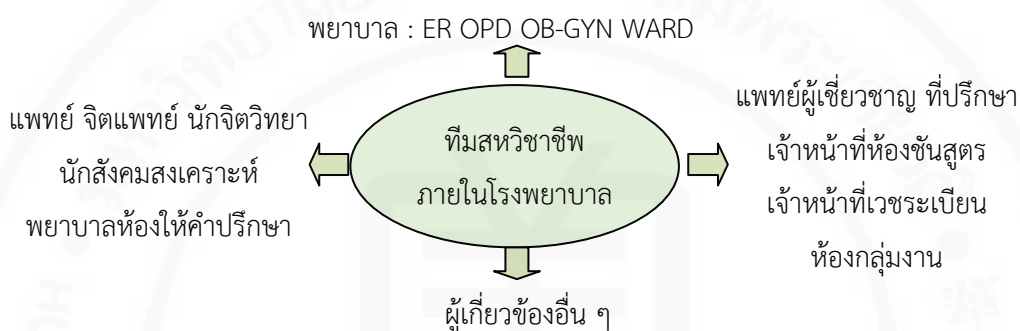 พยาบาล : ER OPD OB-GYN WARD
แพทย์ จิตแพทย์ นักจิตวิทยา
นักสังคมสงเคราะห์
พยาบาลห้องให้คำปรึกษา
ทีมสหวิชาชีพ
ภายในโรงพยาบาล
แพทย์ผู้เชี่ยวชาญ ที่ปรึกษา
เจ้าหน้าที่ห้องชันสูตร
เจ้าหน้าที่เวชระเบียน
ห้องกลุ่มงาน
ผู้เกี่ยวข้องอื่น ๆ